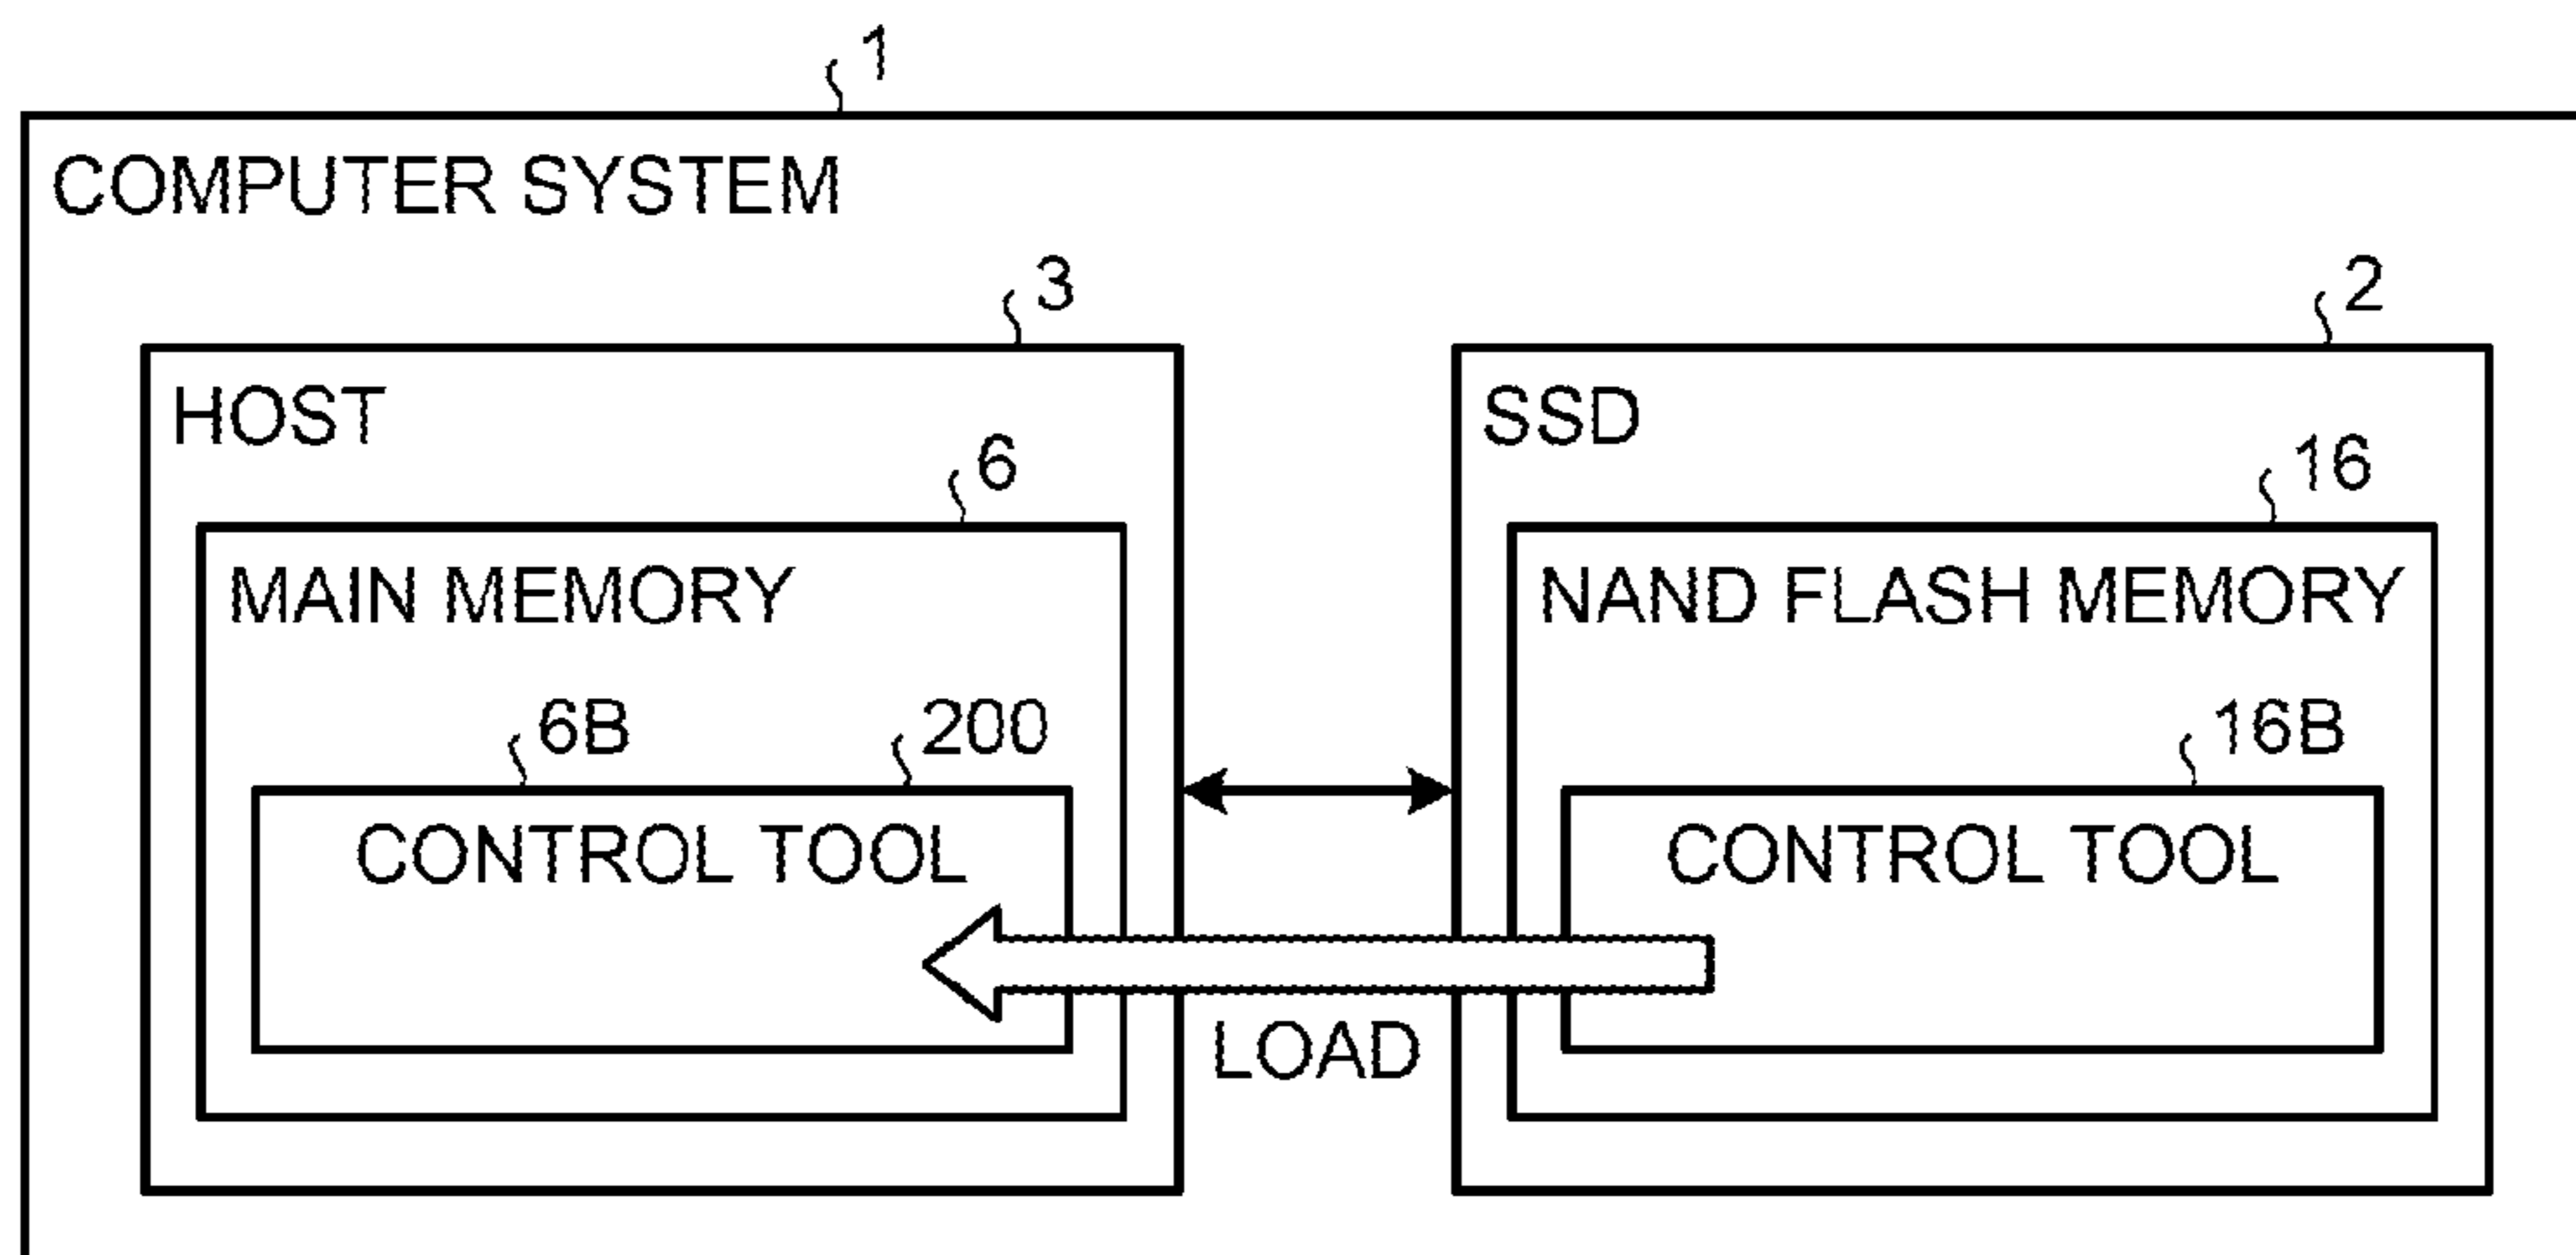 1
COMPUTER SYSTEM
3
2
HOST
SSD
6
16
MAIN MEMORY
NAND FLASH MEMORY
6B
200
16B
CONTROL TOOL
CONTROL TOOL
LOAD